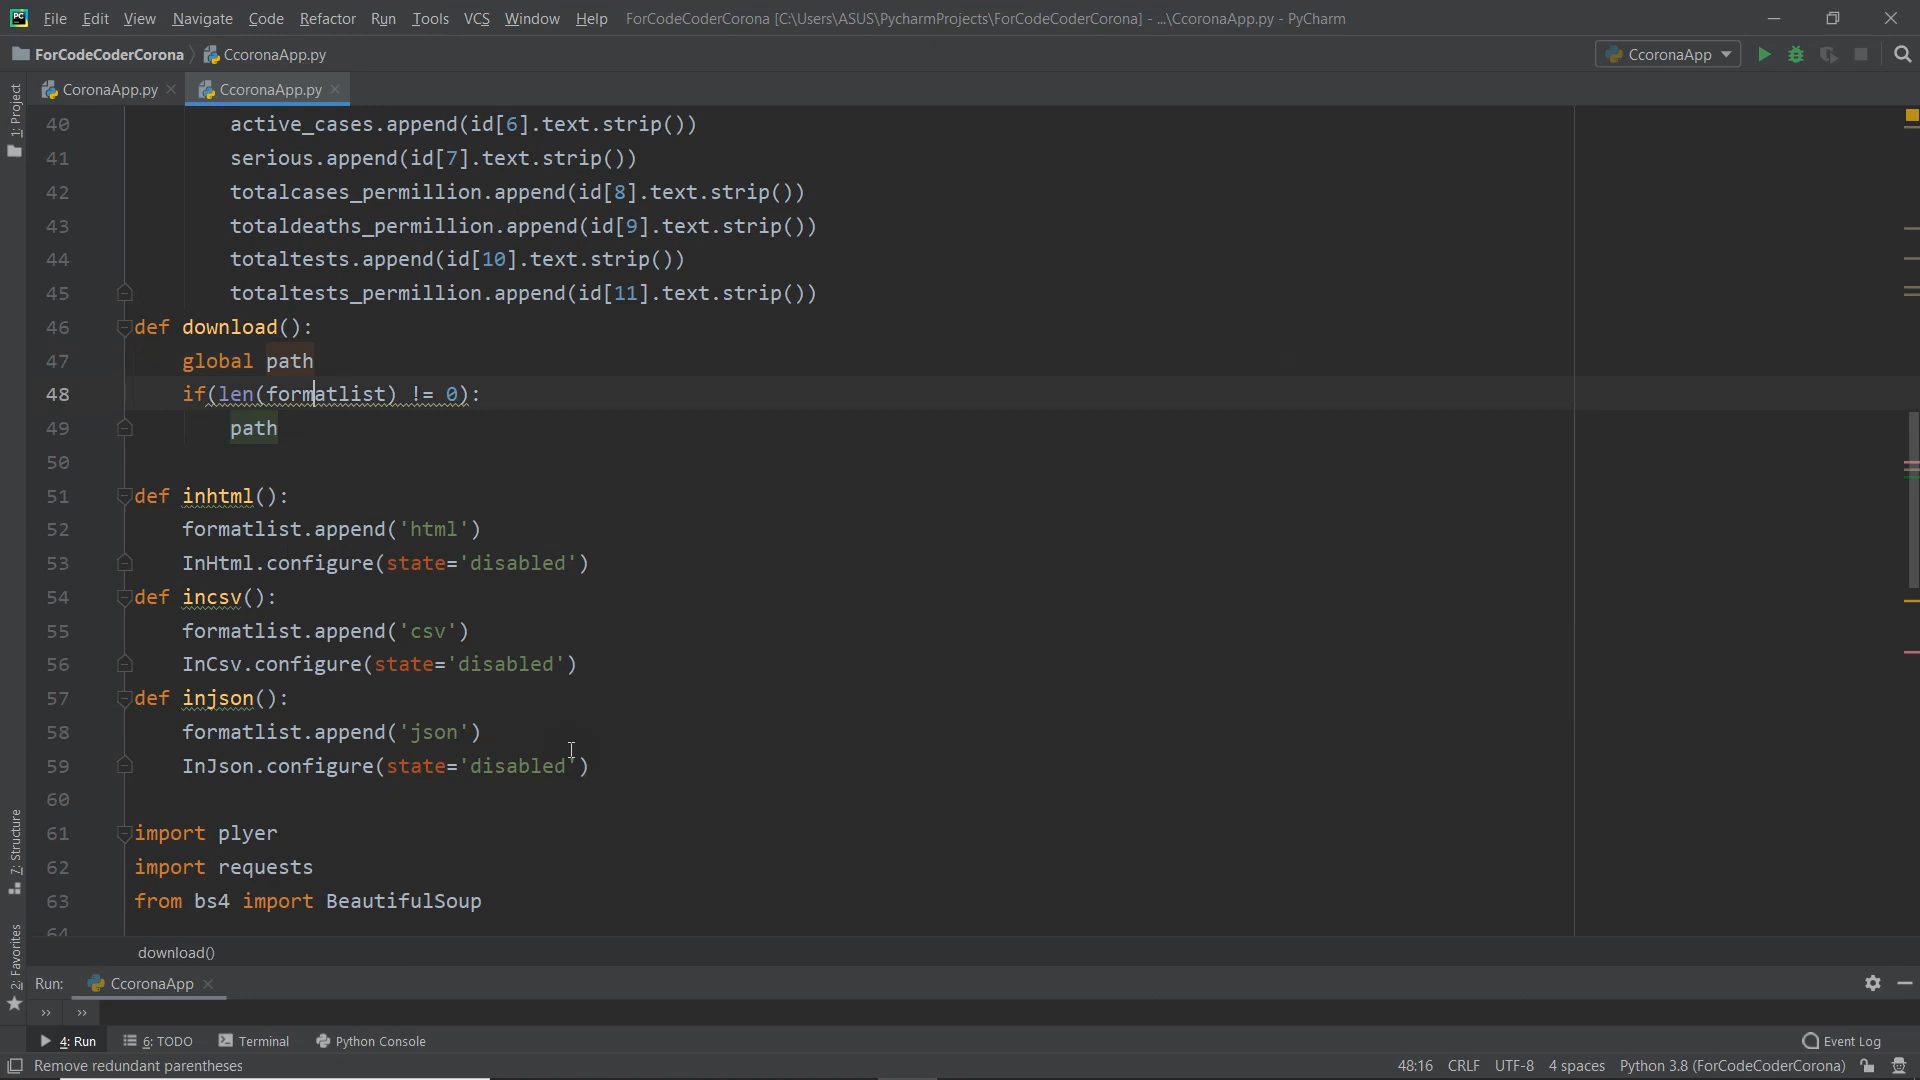 File Edit View Navigate Code Refactor Run Tools VCS Window Help ForCodeCoderCorona [C:\Users\ASUS\PycharmProjects\ForCodeCoderCorona] - ...\CcoronaApp.py - PyCharm
ForCodeCoderCorona CcoronaApp.py CcoronaApp
CoronaApp.py CcoronaApp.py
1: Project
40 active_cases.append(id[6].text.strip())
41 serious.append(id[7].text.strip())
42 totalcases_permillion.append(id[8].text.strip())
43 totaldeaths_permillion.append(id[9].text.strip())
44 totaltests.append(id[10].text.strip())
45 totaltests_permillion.append(id[11].text.strip())
46 def download():
47 global path
48 if(len(formatlist) != 0):
49 path
50
51 def inhtml():
52 formatlist.append('html')
53 InHtml.configure(state='disabled')
54 def incsv():
55 formatlist.append('csv')
56 InCsv.configure(state='disabled')
57 def injson():
58 formatlist.append('json')
59 InJson.configure(state='disabled')
60
61 import plyer
62 import requests
63 from bs4 import BeautifulSoup
64
7: Structure
2: Favorites
download()
Run: CcoronaApp
4: Run 6: TODO Terminal Python Console Event Log
Remove redundant parentheses 48:16 CRLF UTF-8 4 spaces Python 3.8 (ForCodeCoderCorona)